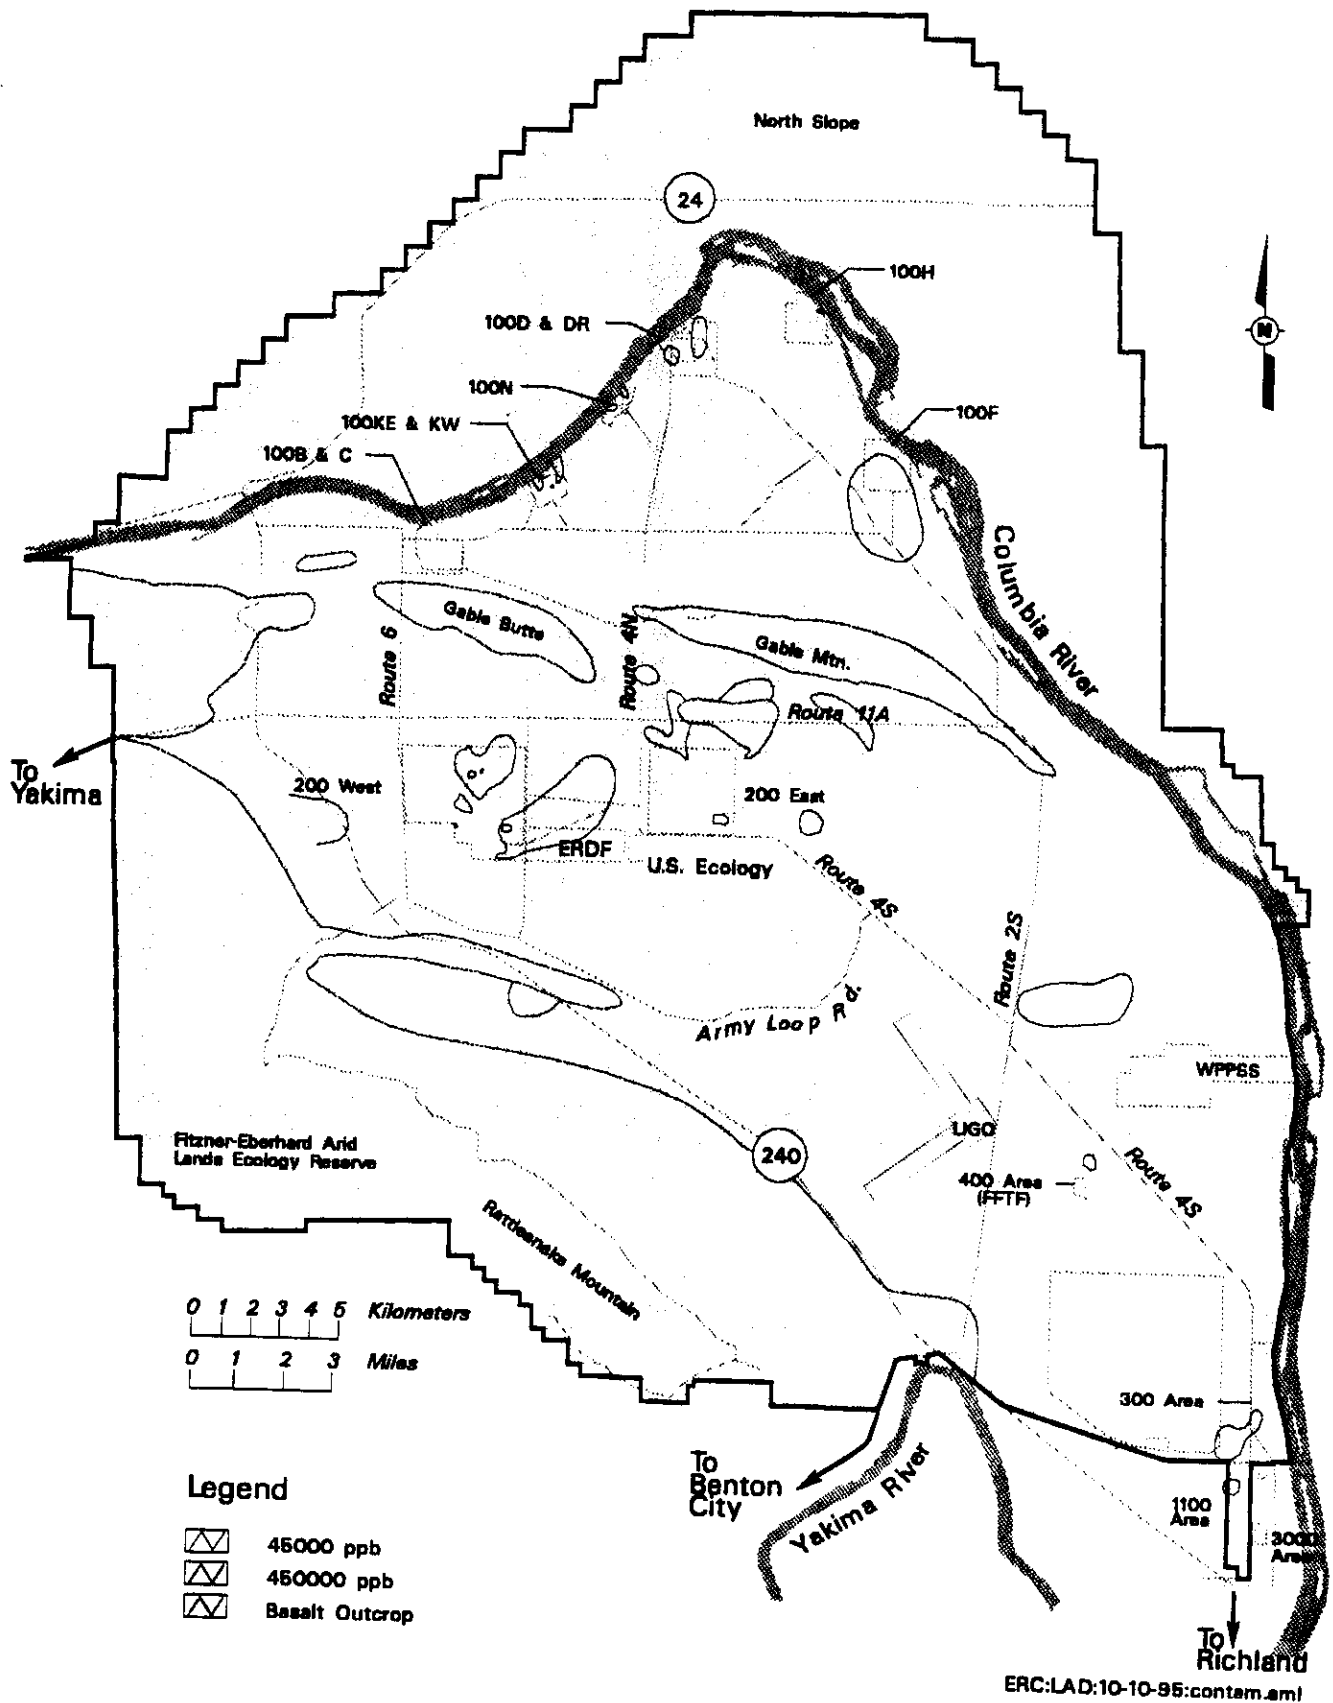 North Slope
24
100H
100D & DR
100N
100F
100KE & KW
100B & C
N
Columbia River
Gable Butte
Gable Mtn.
Route 6
Route 4N
Route 11A
To
Yakima
200 West
200 East
ERDF
U.S. Ecology
Route 4S
Route 2S
Army Loop Rd.
WPPSS
LIGO
Fitzner-Eberhard Arid
Lands Ecology Reserve
240
400 Area
(FFTF)
Route 4S
Rattlesnake Mountain
0 1 2 3 4 5 Kilometers
0 1 2 3 Miles
300 Area
To
Benton
City
Yakima River
1100
Area
3000
Area
Legend
45000 ppb
450000 ppb
Basalt Outcrop
To
Richland
ERC:LAD:10-10-95:contam.aml